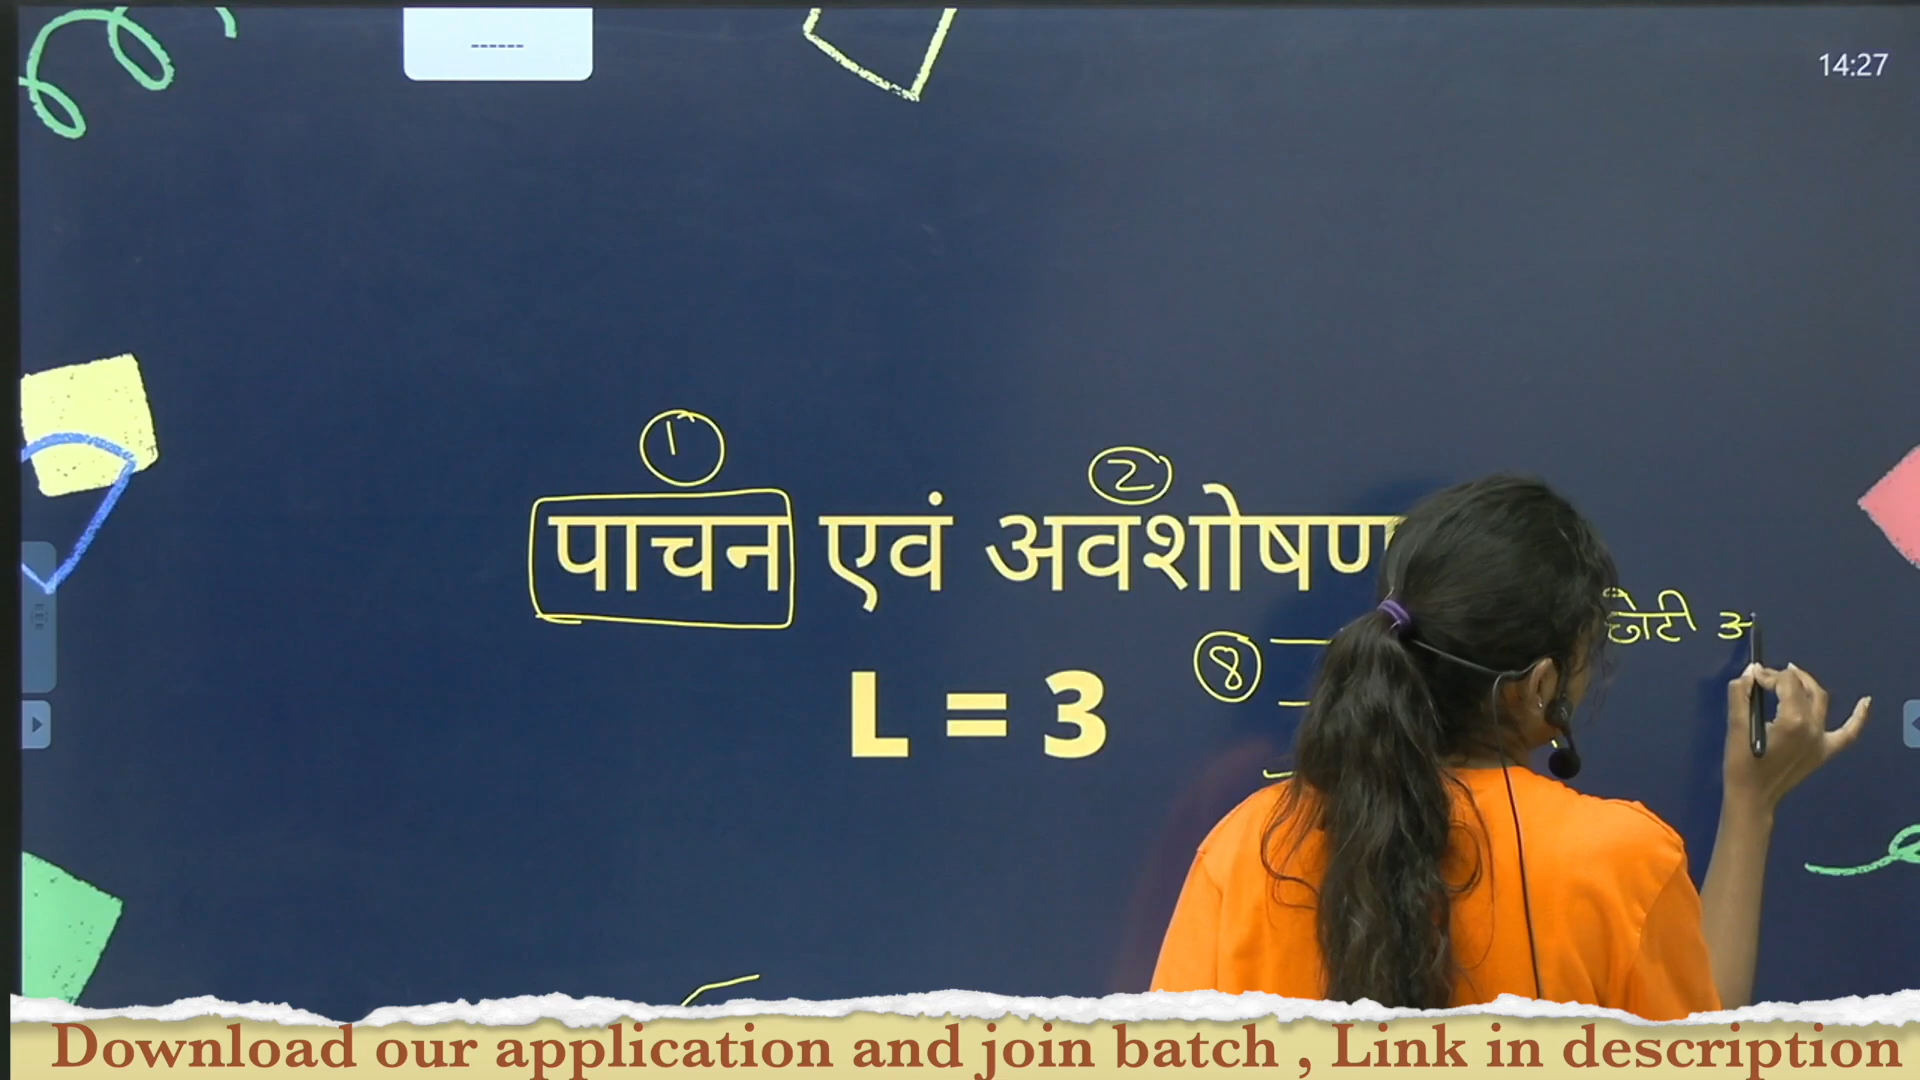 ------
14:27
1
2
पाचन एवं अवशोषण
छोटी
8
L = 3
Download our application and join batch , Link in description